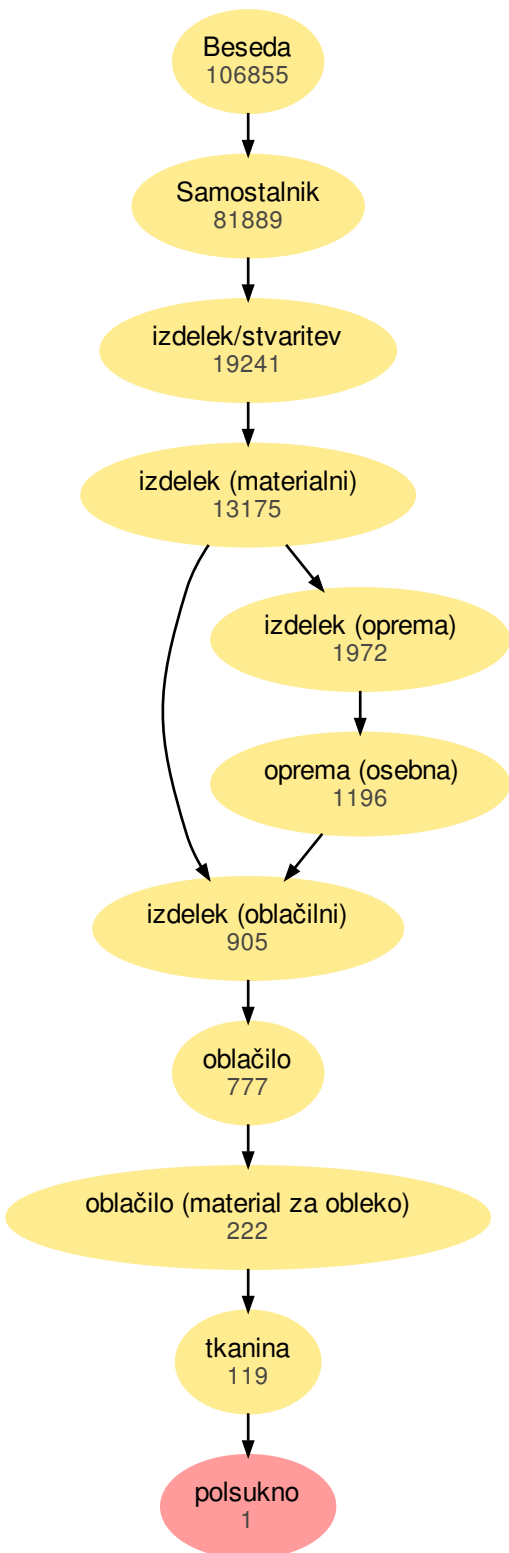 Beseda
106855
Samostalnik
81889
izdelek/stvaritev
19241
izdelek (materialni)
13175
izdelek (oprema)
1972
oprema (osebna)
1196
izdelek (oblačilni)
905
oblačilo
777
oblačilo (material za obleko)
222
tkanina
119
polsukno
1